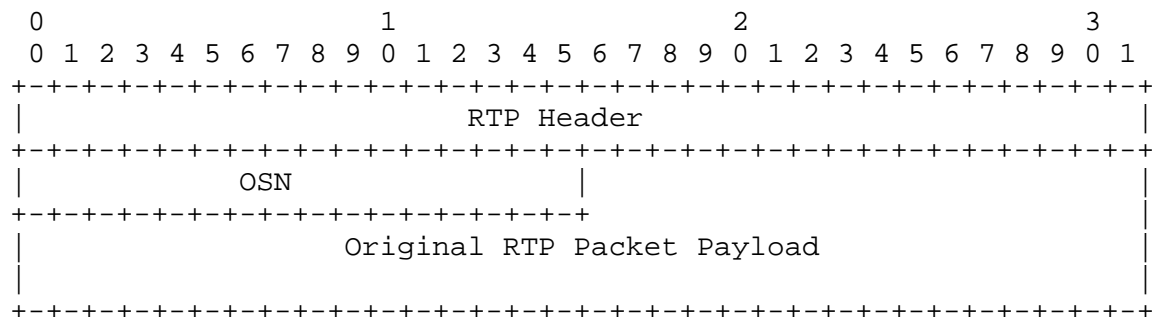 0                   1                   2                   3
 0 1 2 3 4 5 6 7 8 9 0 1 2 3 4 5 6 7 8 9 0 1 2 3 4 5 6 7 8 9 0 1
+-+-+-+-+-+-+-+-+-+-+-+-+-+-+-+-+-+-+-+-+-+-+-+-+-+-+-+-+-+-+-+-+
|                         RTP Header                            |
+-+-+-+-+-+-+-+-+-+-+-+-+-+-+-+-+-+-+-+-+-+-+-+-+-+-+-+-+-+-+-+-+
|            OSN                |                               |
+-+-+-+-+-+-+-+-+-+-+-+-+-+-+-+-+                               |
|                  Original RTP Packet Payload                  |
|                                                               |
+-+-+-+-+-+-+-+-+-+-+-+-+-+-+-+-+-+-+-+-+-+-+-+-+-+-+-+-+-+-+-+-+